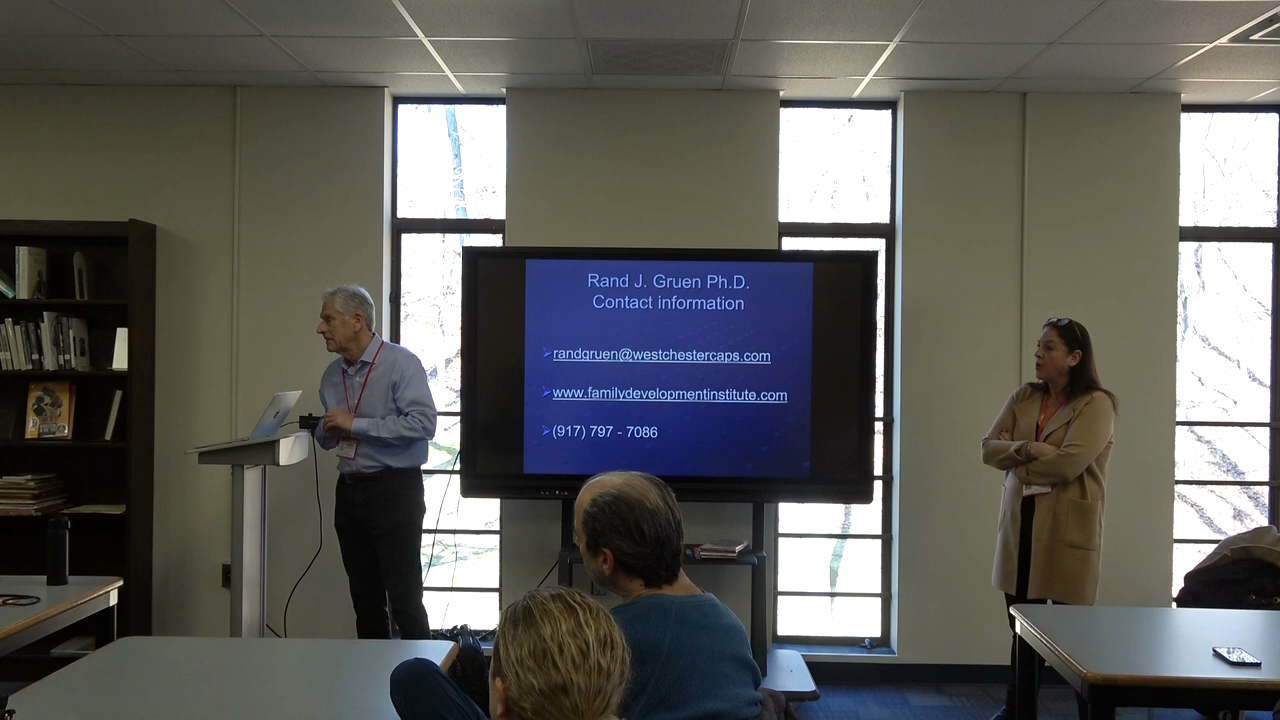 Rand J. Gruen Ph.D.
Contact information
randgruen@westchestercaps.com
www.familydevelopmentinstitute.com
(917) 797 - 7086